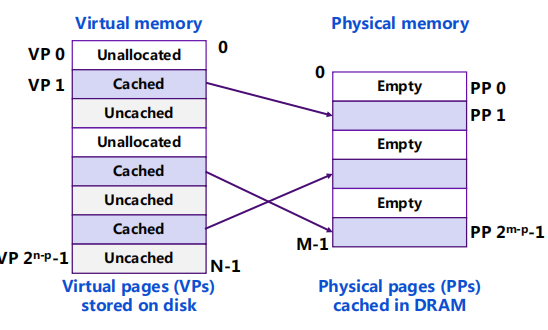 Virtual memory
Physical memory
0
VP 0 Unallocated
VP 1 Cached
Uncached
Unallocated
Cached
Uncached
Cached
VP 2ⁿ⁻ᵖ-1 Uncached
N-1
0
Empty PP 0
PP 1
Empty
Empty
PP 2ᵐ⁻ᵖ-1
M-1
Virtual pages (VPs)
stored on disk
Physical pages (PPs)
cached in DRAM